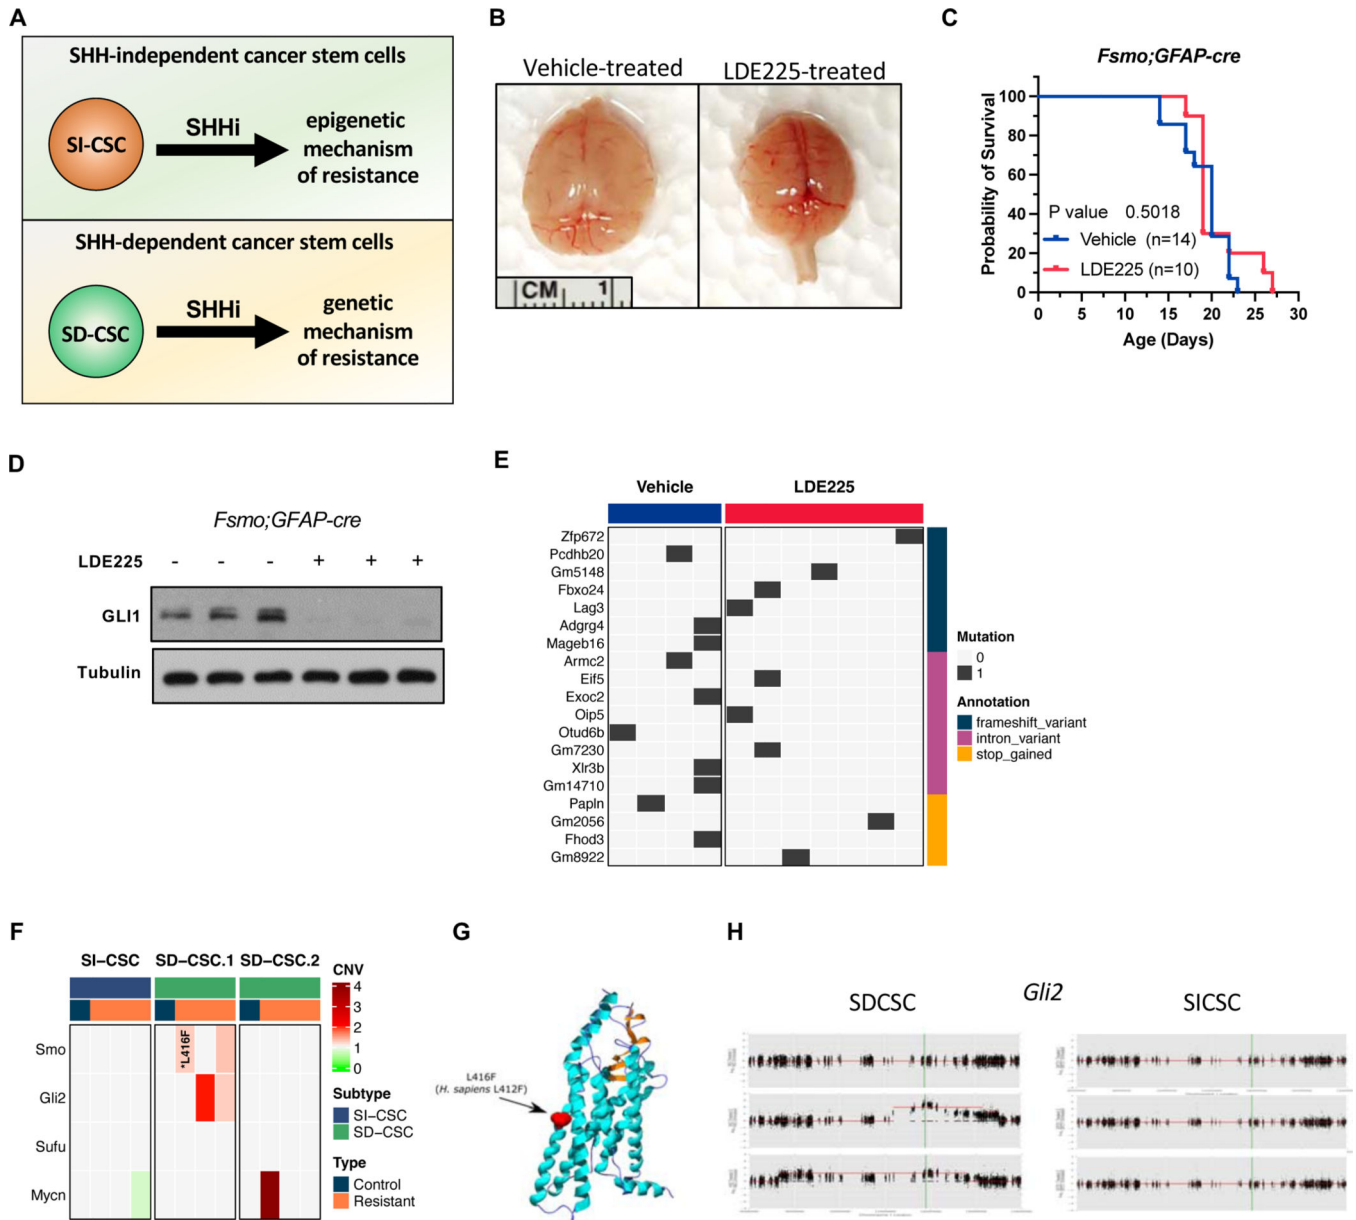 A
SHH-independent cancer stem cells
SI-CSC
SHHi
epigenetic
mechanism
of resistance
SHH-dependent cancer stem cells
SD-CSC
SHHi
genetic
mechanism
of resistance
B
Vehicle-treated
LDE225-treated
CM
1
C
Fsmo;GFAP-cre
Probability of Survival
100
80
60
40
20
0
P value 0.5018
Vehicle (n=14)
LDE225 (n=10)
0 5 10 15 20 25 30
Age (Days)
D
Fsmo;GFAP-cre
LDE225 - - - + + +
GLI1
Tubulin
E
Vehicle LDE225
Zfp672
Pcdhb20
Gm5148
Fbxo24
Lag3
Adgrg4
Mageb16
Armc2
Eif5
Exoc2
Oip5
Otud6b
Gm7230
Xlr3b
Gm14710
Papln
Gm2056
Fhod3
Gm8922
Mutation
0
1
Annotation
frameshift_variant
intron_variant
stop_gained
F
SI–CSC SD–CSC.1 SD–CSC.2
Smo
Gli2
Sufu
Mycn
*L416F
CNV
4
3
2
1
0
Subtype
SI–CSC
SD–CSC
Type
Control
Resistant
G
L416F
(H. sapiens L412F)
H
Gli2
SDCSC
SICSC